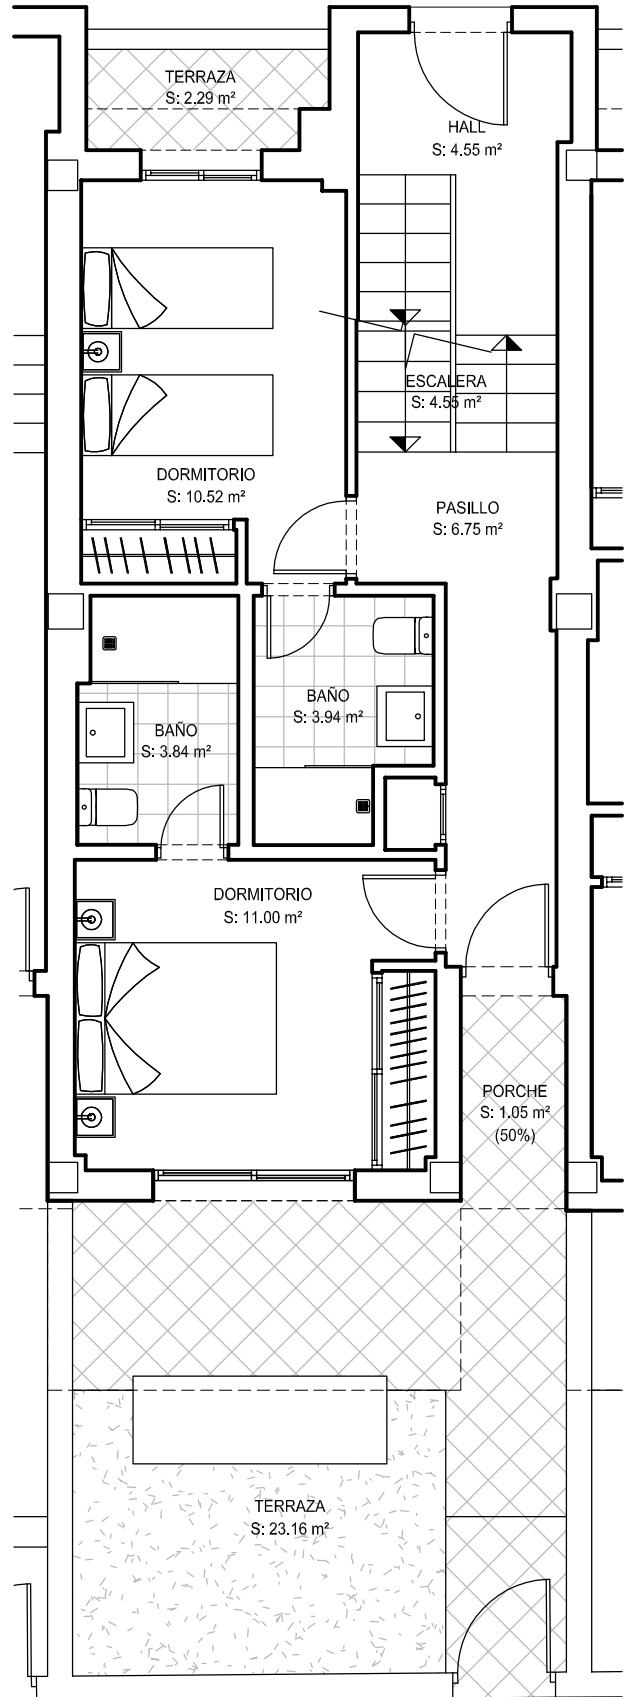 TERRAZA
S: 2.29 m²
HALL
S: 4.55 m²
ESCALERA
S: 4.55 m²
DORMITORIO
S: 10.52 m²
PASILLO
S: 6.75 m²
BAÑO
S: 3.94 m²
BAÑO
S: 3.84 m²
DORMITORIO
S: 11.00 m²
PORCHE
S: 1.05 m²
(50%)
TERRAZA
S: 23.16 m²